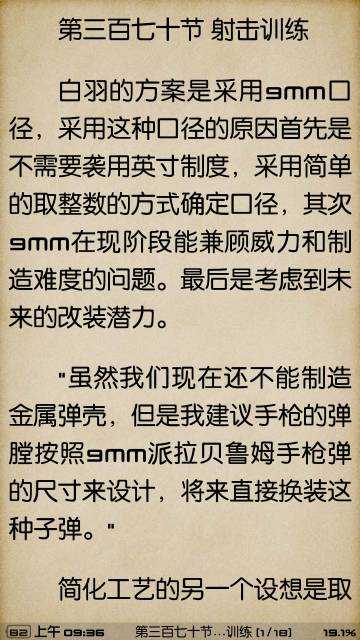 第三百七十节 射击训练
白羽的方案是采用9mm口
径，采用这种口径的原因首先是
不需要袭用英寸制度，采用简单
的取整数的方式确定口径，其次
9mm在现阶段能兼顾威力和制
造难度的问题。最后是考虑到未
来的改装潜力。
"虽然我们现在还不能制造
金属弹壳，但是我建议手枪的弹
膛按照9mm派拉贝鲁姆手枪弹
的尺寸来设计，将来直接换装这
种子弹。"
简化工艺的另一个设想是取
82 上午 09:36 第三百七十节...训练 [1/18] 19.1%